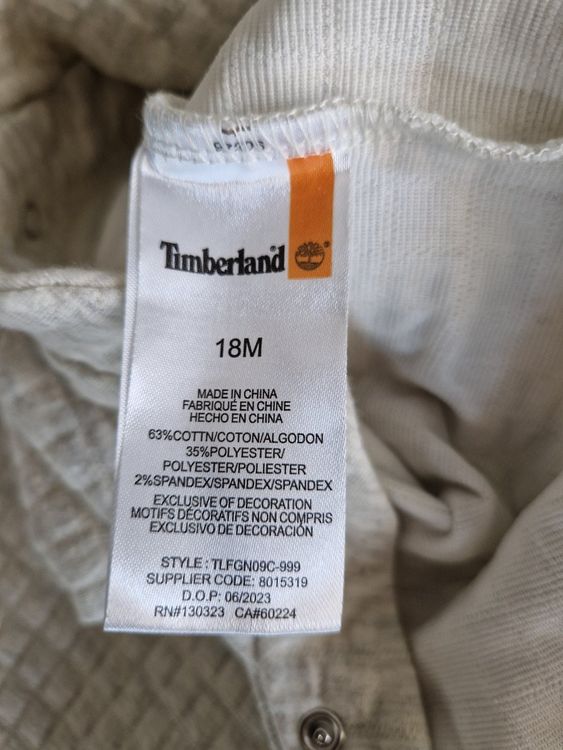 Timberland
18M
MADE IN CHINA
FABRIQUÉ EN CHINE
HECHO EN CHINA
63%COTTN/COTON/ALGODON
35%POLYESTER/
POLYESTER/POLIESTER
2%SPANDEX/SPANDEX/SPANDEX
EXCLUSIVE OF DECORATION
MOTIFS DÉCORATIFS NON COMPRIS
EXCLUSIVO DE DECORACIÓN
STYLE : TLFGN09C-999
SUPPLIER CODE: 8015319
D.O.P: 06/2023
RN#130323 CA#60224